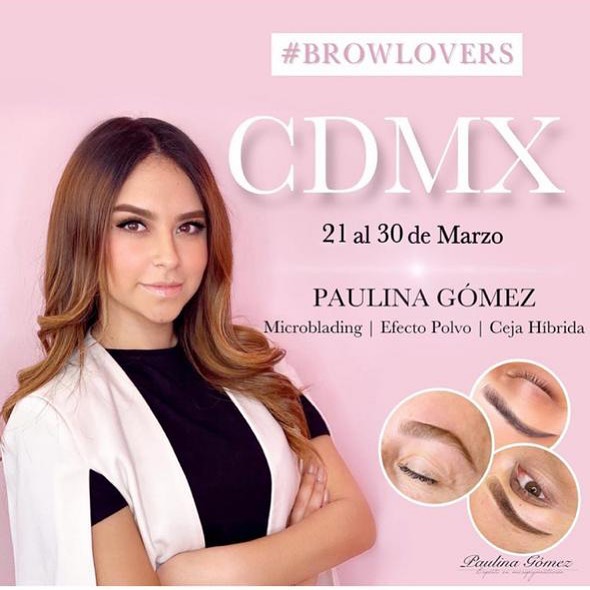 #BROWLOVERS
CDMX
21 al 30 de Marzo
PAULINA GÓMEZ
Microblading | Efecto Polvo | Ceja Híbrida
Paulina Gómez